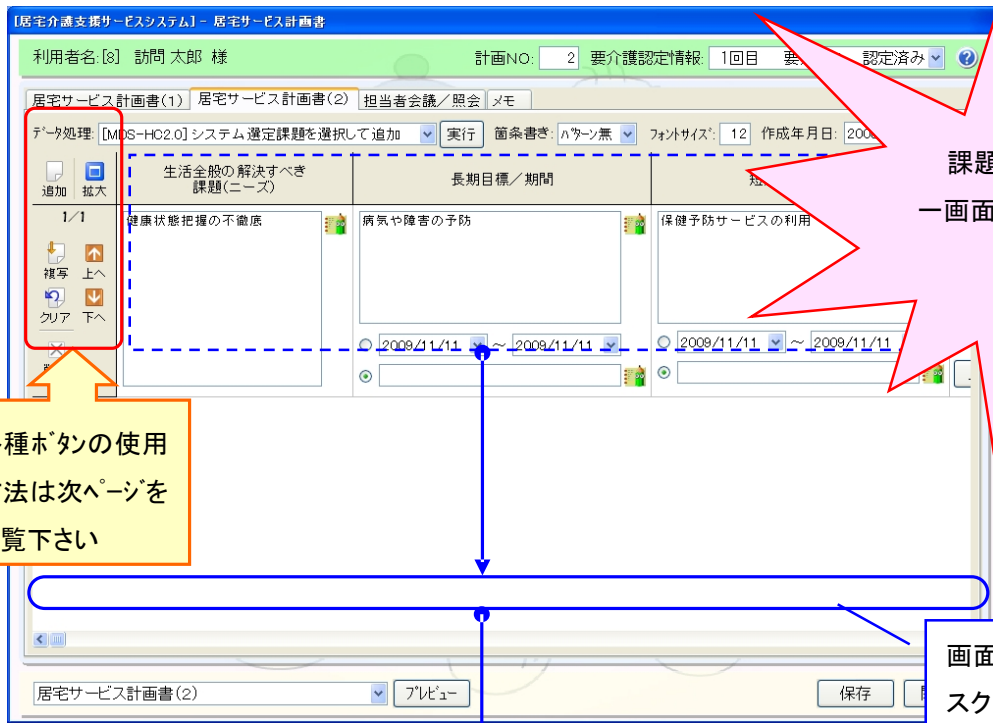 [居宅介護支援サービスシステム] - 居宅サービス計画書
利用者名:[8] 訪問 太郎 様 計画NO: 2 要介護認定情報: 1回目 要 認定済み
居宅サービス計画書(1) 居宅サービス計画書(2) 担当者会議/照会 メモ
データ処理: [MDS-HC2.0]システム選定課題を選択して追加 実行 箇条書き: パターン無 フォントサイズ: 12 作成年月日: 200
追加 拡大
生活全般の解決すべき
課題(ニーズ)
長期目標/期間
短
課題
一画面
1/1
健康状態把握の不徹底
病気や障害の予防
保健予防サービスの利用
複写 上へ
クリア 下へ
2009/11/11 ~ 2009/11/11
2009/11/11 ~ 2009/11/11
種ボタンの使用
法は次ページを
覧下さい
画面
スク
居宅サービス計画書(2) プレビュー 保存